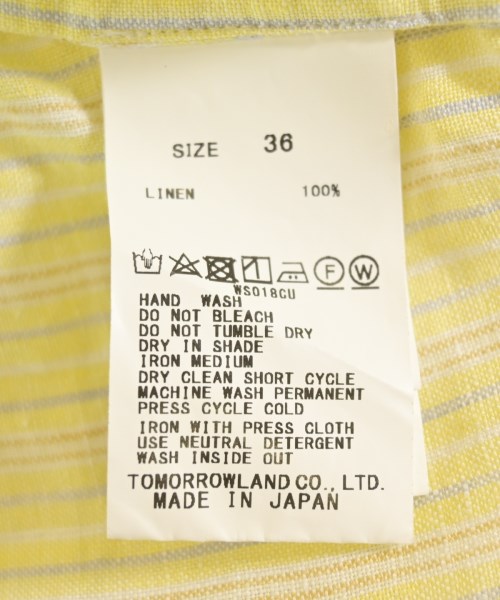 SIZE 36
LINEN 100%
F W
WS018CU
HAND WASH
DO NOT BLEACH
DO NOT TUMBLE DRY
DRY IN SHADE
IRON MEDIUM
DRY CLEAN SHORT CYCLE
MACHINE WASH PERMANENT
PRESS CYCLE COLD
IRON WITH PRESS CLOTH
USE NEUTRAL DETERGENT
WASH INSIDE OUT
TOMORROWLAND CO., LTD.
MADE IN JAPAN